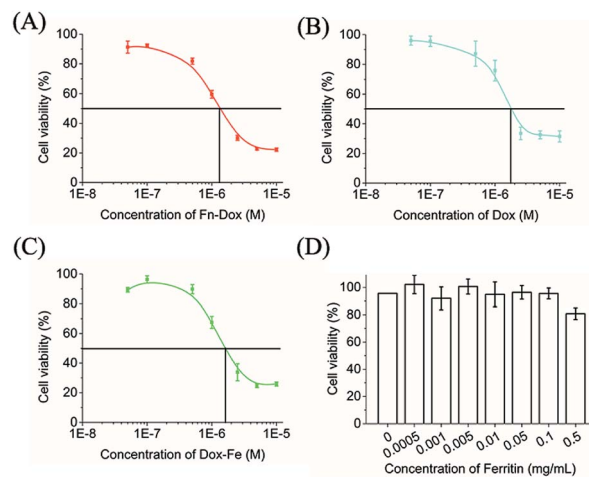 (A)
100
80
60
40
20
0
Cell viability (%)
1E-8 1E-7 1E-6 1E-5
Concentration of Fn-Dox (M)
(B)
100
80
60
40
20
0
Cell viability (%)
1E-8 1E-7 1E-6 1E-5
Concentration of Dox (M)
(C)
100
80
60
40
20
0
Cell viability (%)
1E-8 1E-7 1E-6 1E-5
Concentration of Dox-Fe (M)
(D)
100
80
60
40
20
0
Cell viability (%)
0 0.0005 0.001 0.005 0.01 0.05 0.1 0.5
Concentration of Ferritin (mg/mL)